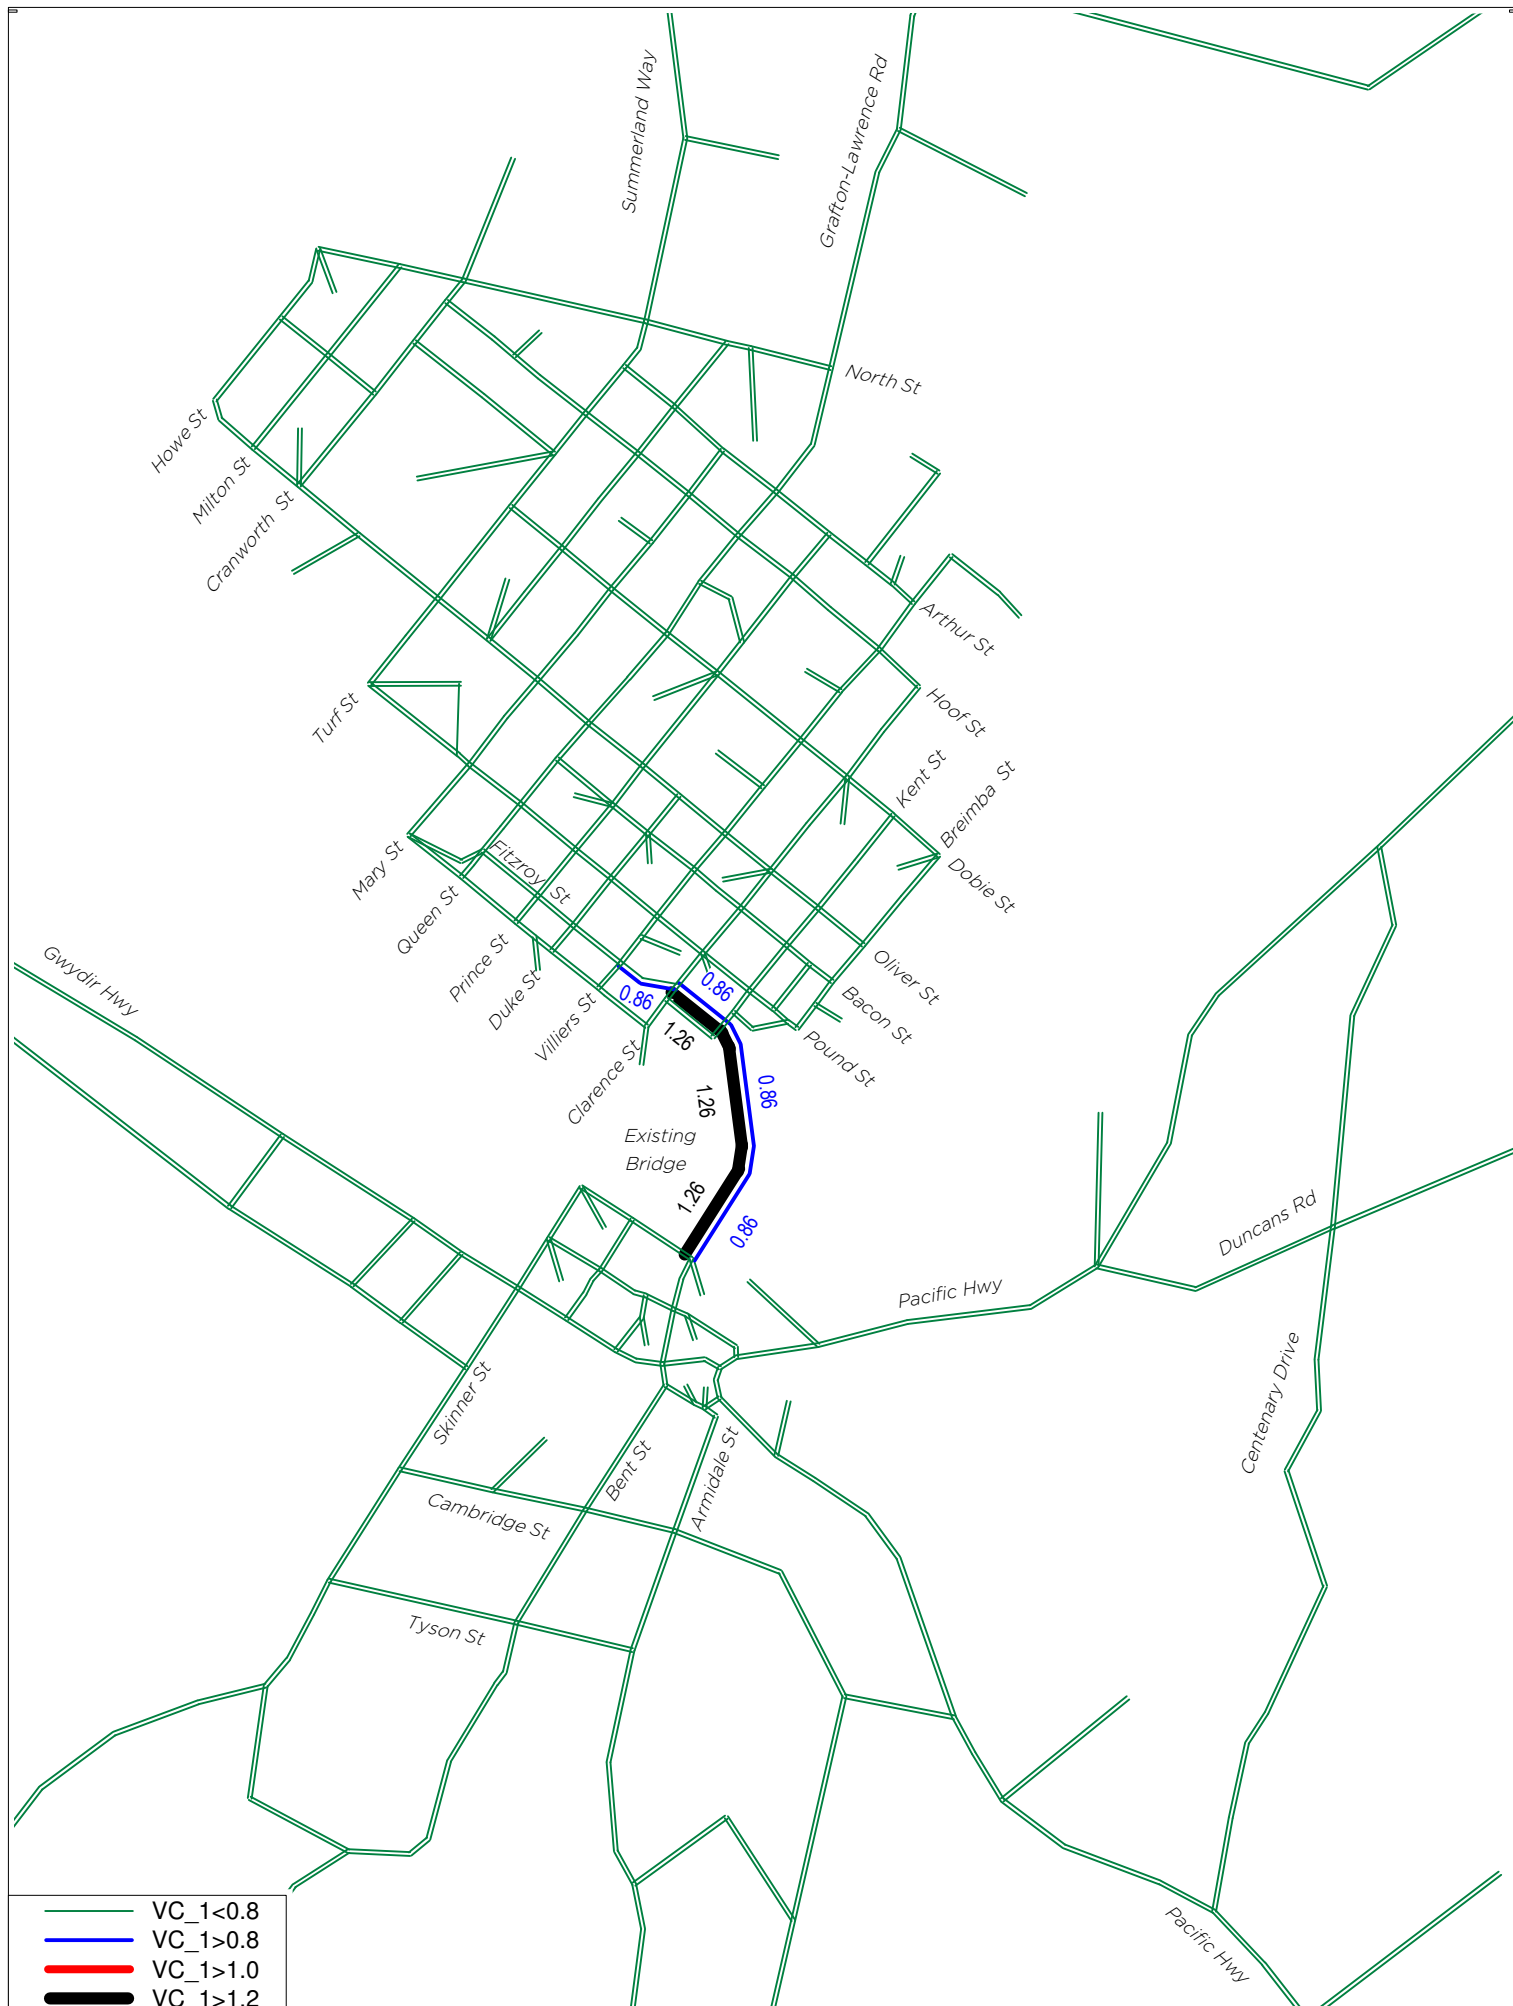 Summerland Way
Grafton-Lawrence Rd
North St
Howe St
Milton St
Cranworth St
Arthur St
Hoof St
Turf St
Kent St
Breimba St
Dobie St
Mary St
Fitzroy St
Queen St
Oliver St
Prince St
Gwydir Hwy
Duke St
0.86
0.86
Bacon St
Villiers St
1.26
Pound St
Clarence St
1.26
0.86
Existing
Bridge
1.26
0.86
Duncans Rd
Pacific Hwy
Centenary Drive
Skinner St
Bent St
Armidale St
Cambridge St
Tyson St
Pacific Hwy
VC_1<0.8
VC_1>0.8
VC_1>1.0
VC_1>1.2